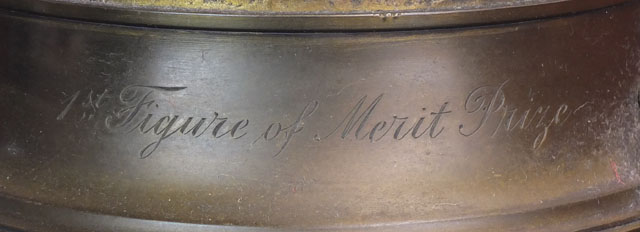 1st Figure of Merit Prize